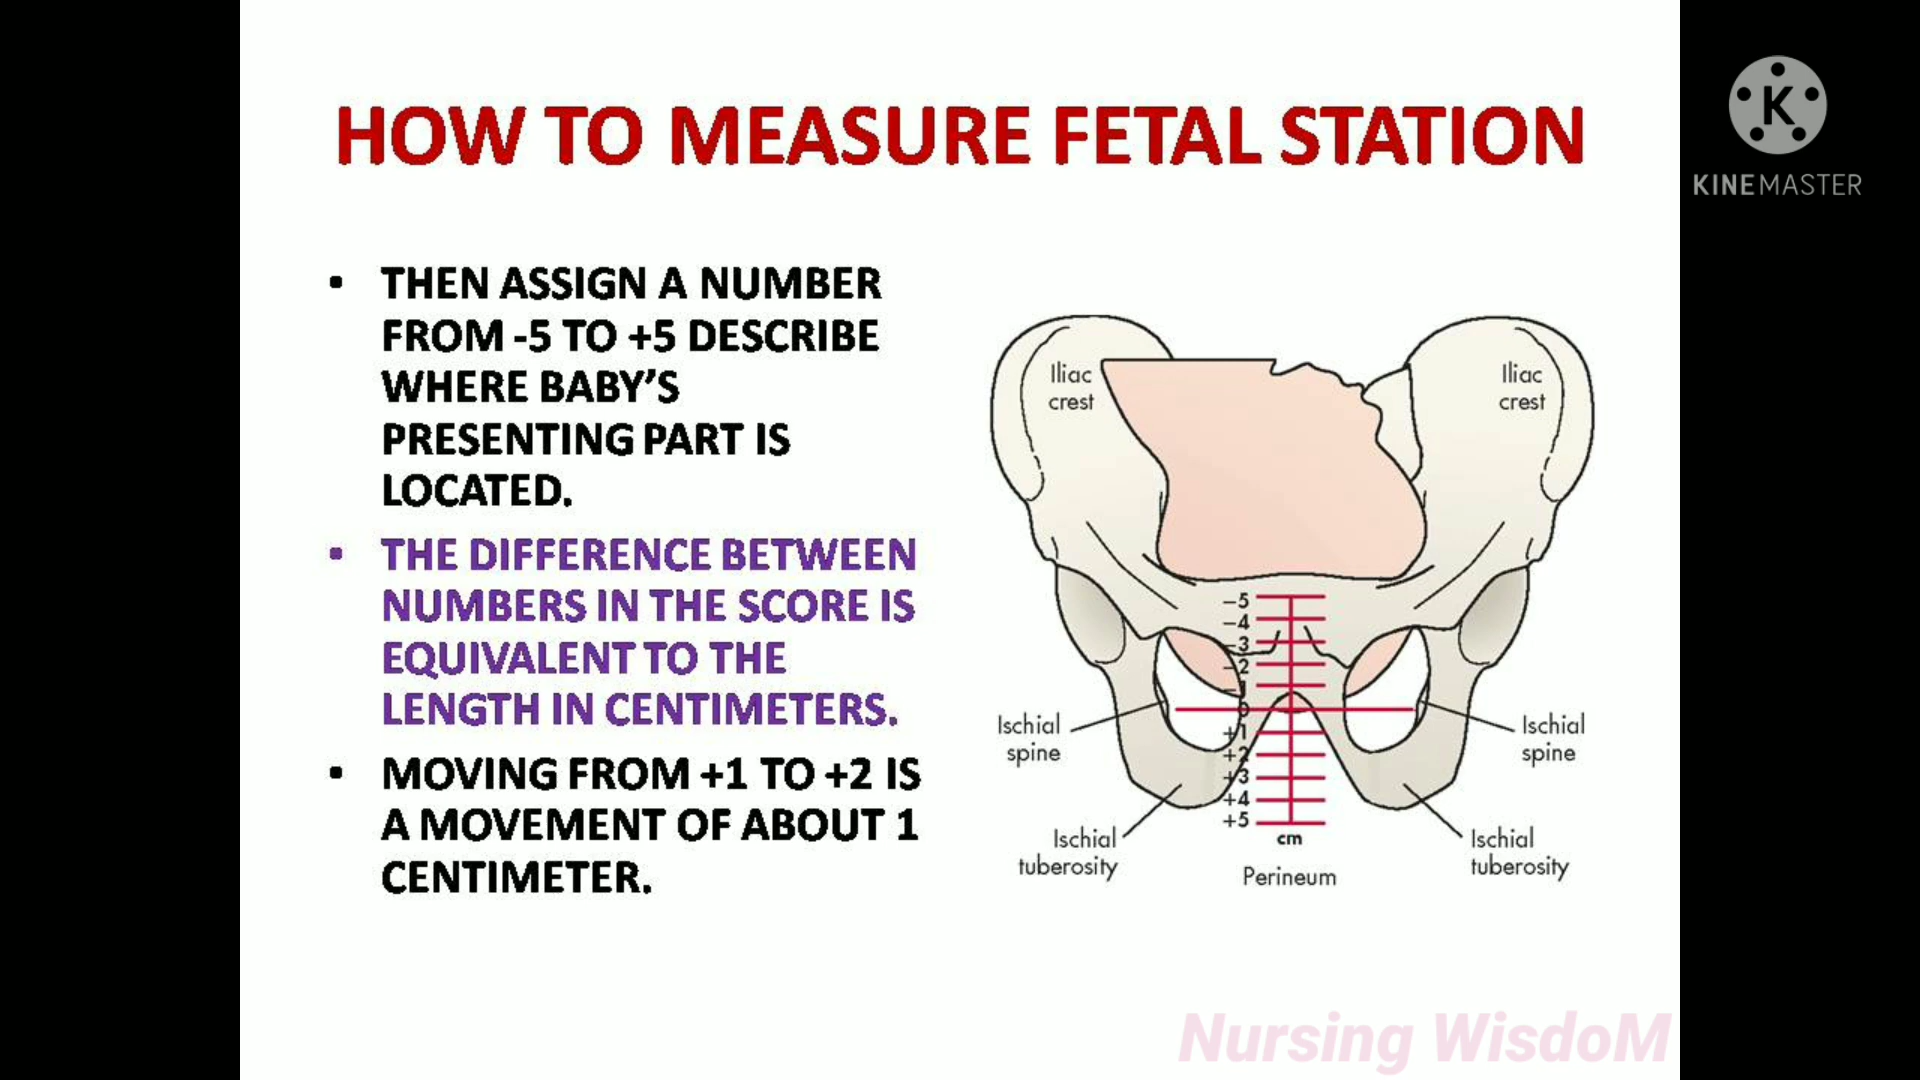 HOW TO MEASURE FETAL STATION
K
KINEMASTER
• THEN ASSIGN A NUMBER
FROM -5 TO +5 DESCRIBE
WHERE BABY’S
PRESENTING PART IS
LOCATED.
• THE DIFFERENCE BETWEEN
NUMBERS IN THE SCORE IS
EQUIVALENT TO THE
LENGTH IN CENTIMETERS.
• MOVING FROM +1 TO +2 IS
A MOVEMENT OF ABOUT 1
CENTIMETER.
Iliac
crest
Iliac
crest
–5
–4
–3
–2
–1
0
+1
+2
+3
+4
+5
cm
Perineum
Ischial
spine
Ischial
spine
Ischial
tuberosity
Ischial
tuberosity
Nursing WisdoM